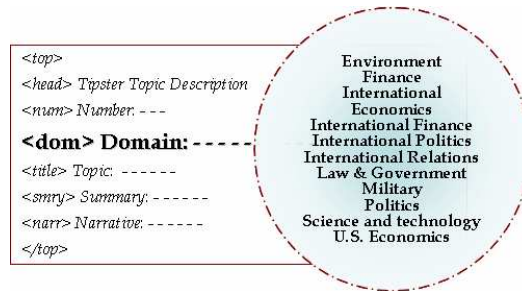 <top>
<head> Tipster Topic Description
<num> Number: - - -
<dom> Domain: - - - - - -
<title> Topic: - - - - - -
<smry> Summary: - - - - - -
<narr> Narrative: - - - - - -
</top>
Environment
Finance
International
Economics
International Finance
International Politics
International Relations
Law & Government
Military
Politics
Science and technology
U.S. Economics